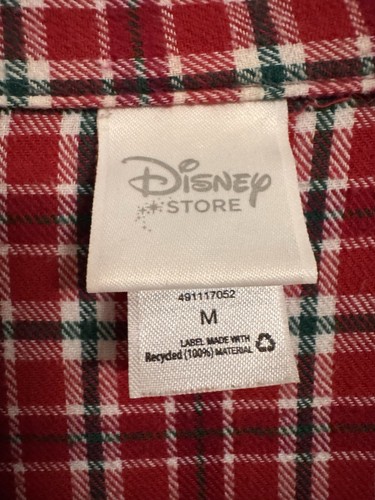 Disney
STORE
491117052
M
LABEL MADE WITH
Recycled (100%) MATERIAL